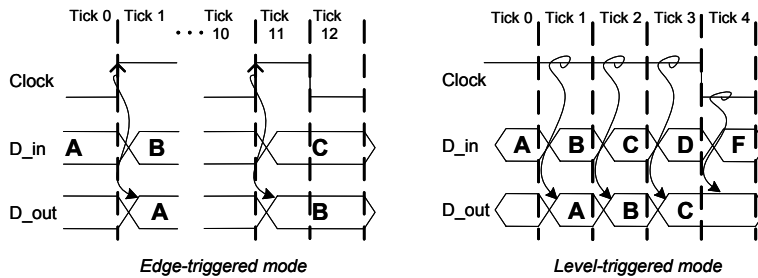 Tick 0 Tick 1 • • • Tick 10 Tick 11 Tick 12
Clock
D_in A B C
D_out A B
Edge-triggered mode
Tick 0 Tick 1 Tick 2 Tick 3 Tick 4
Clock
D_in A B C D F
D_out A B C
Level-triggered mode